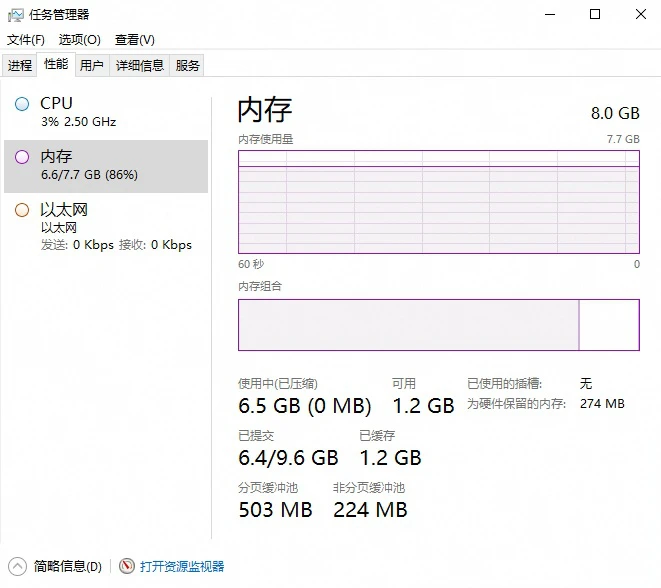 任务管理器
文件(F) 选项(O) 查看(V)
进程 性能 用户 详细信息 服务
CPU
3% 2.50 GHz
内存
6.6/7.7 GB (86%)
以太网
以太网
发送: 0 Kbps 接收: 0 Kbps
内存 8.0 GB
内存使用量 7.7 GB
60 秒 0
内存组合
使用中(已压缩) 可用 已使用的插槽: 无
6.5 GB (0 MB) 1.2 GB 为硬件保留的内存: 274 MB
已提交 已缓存
6.4/9.6 GB 1.2 GB
分页缓冲池 非分页缓冲池
503 MB 224 MB
简略信息(D) 打开资源监视器